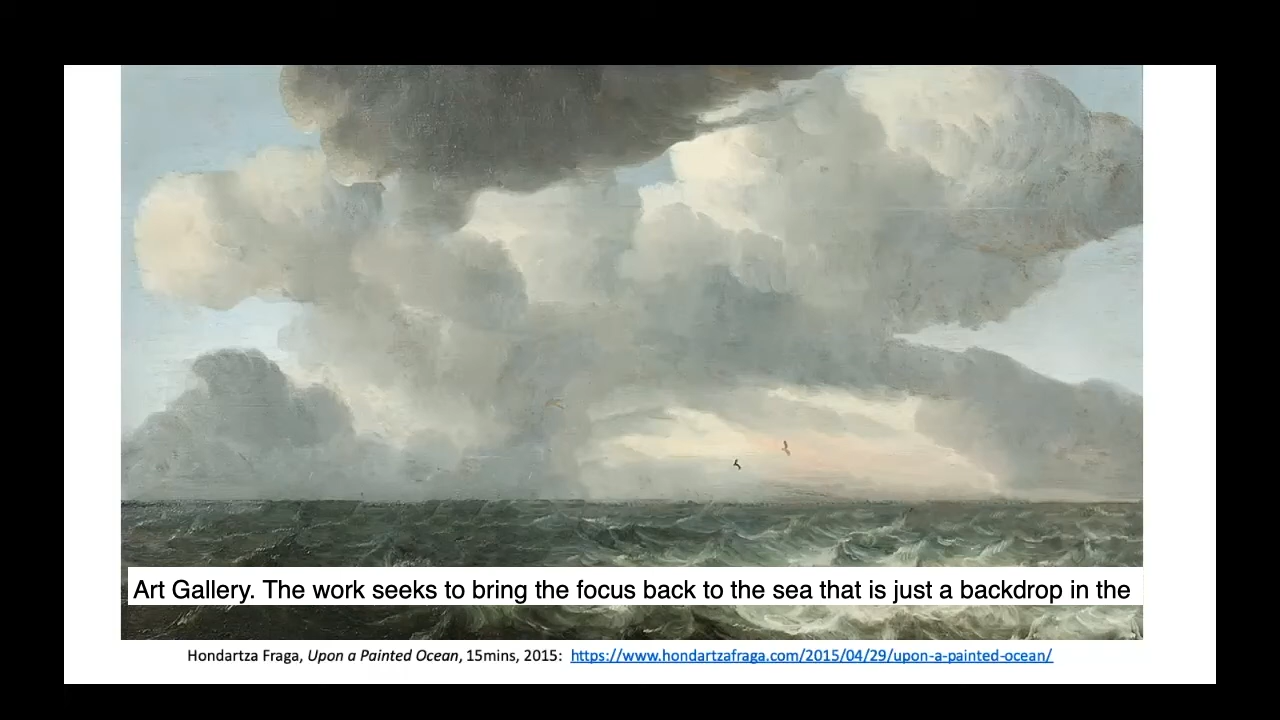 Art Gallery. The work seeks to bring the focus back to the sea that is just a backdrop in the
Hondartza Fraga, Upon a Painted Ocean, 15mins, 2015: https://www.hondartzafraga.com/2015/04/29/upon-a-painted-ocean/